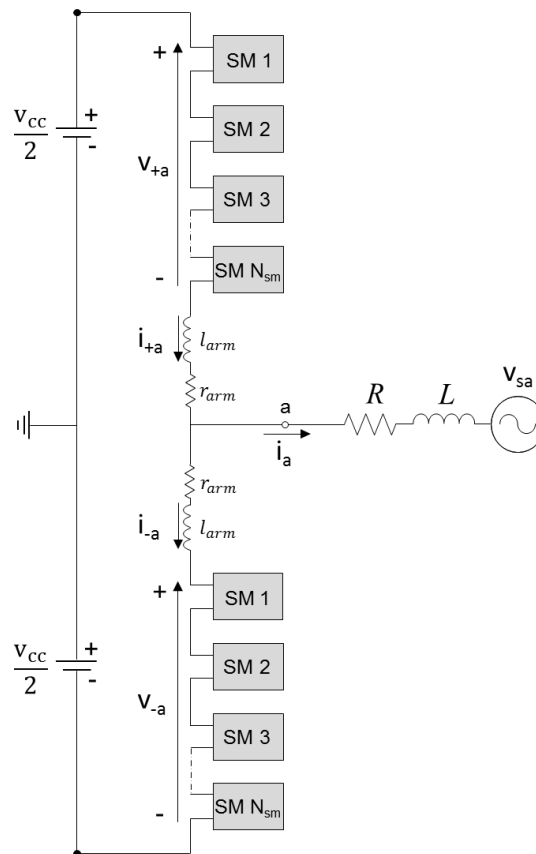 +
SM 1
v_cc/2
+
-
v_+a
SM 2
SM 3
-
SM N_sm
i_+a
l_arm
r_arm
a
i_a
R
L
v_sa
r_arm
i_-a
l_arm
+
SM 1
v_cc/2
+
-
v_-a
SM 2
SM 3
-
SM N_sm